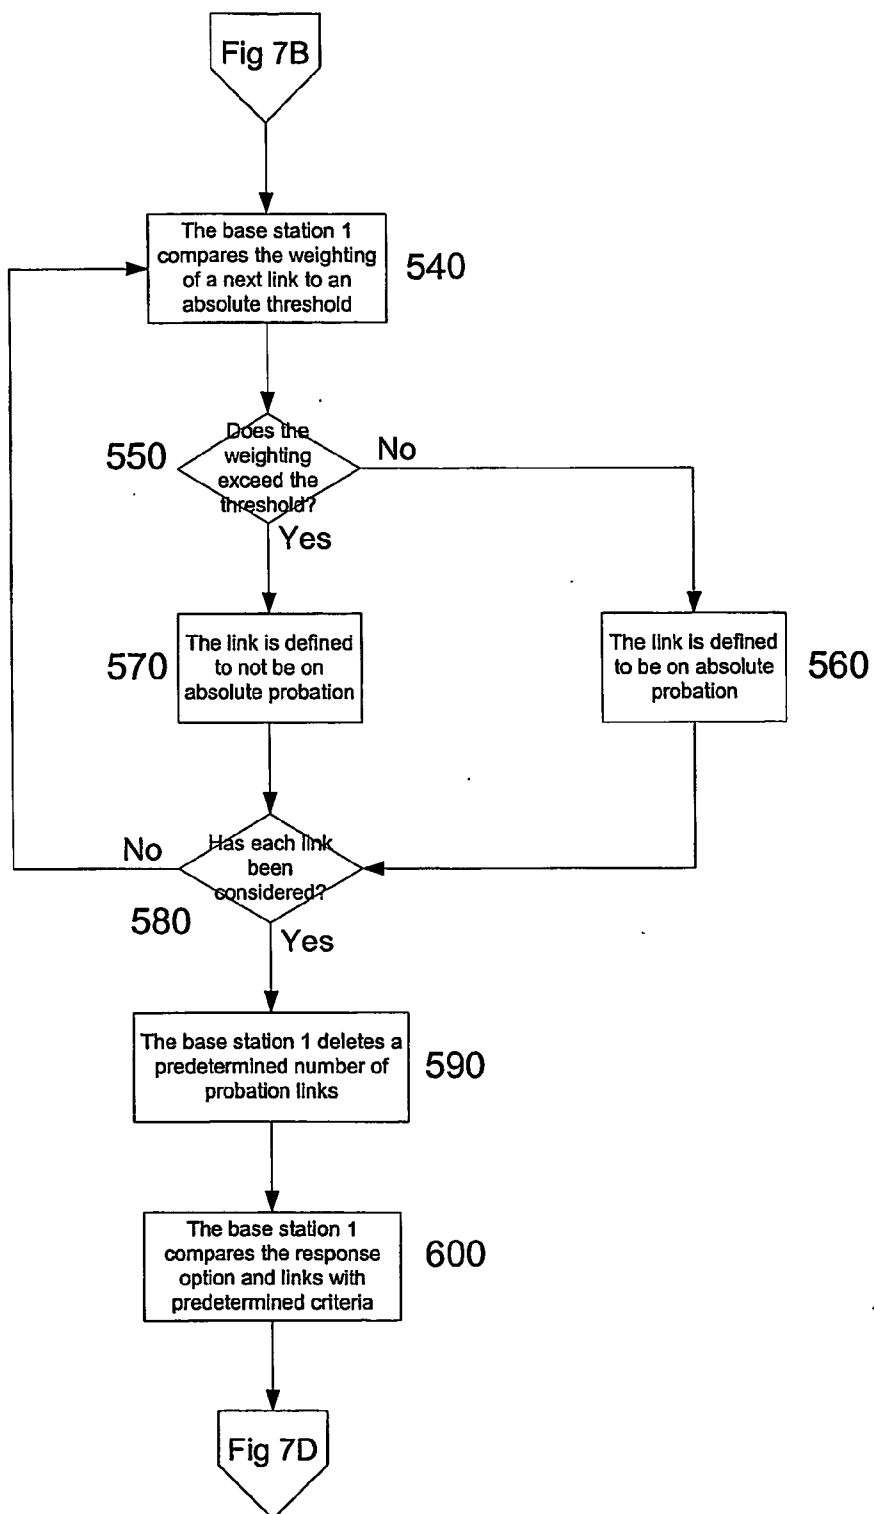 Fig 7B
The base station 1
compares the weighting
of a next link to an
absolute threshold
540
550
Does the
weighting
exceed the
threshold?
No
Yes
570
The link is defined
to not be on
absolute probation
The link is defined
to be on absolute
probation
560
No
Has each link
been
considered?
580
Yes
The base station 1 deletes a
predetermined number of
probation links
590
The base station 1
compares the response
option and links with
predetermined criteria
600
Fig 7D